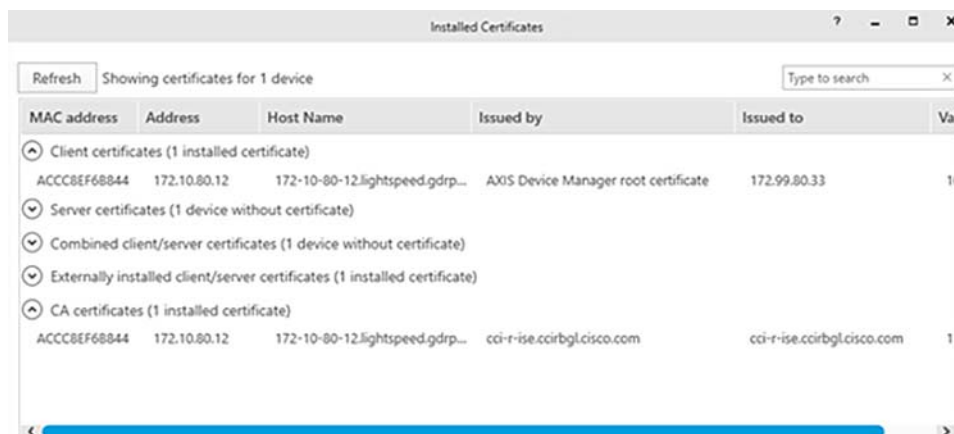 Installed Certificates
Refresh Showing certificates for 1 device Type to search
MAC address Address Host Name Issued by Issued to Va
Client certificates (1 installed certificate)
ACCC8EF68844 172.10.80.12 172-10-80-12.lightspeed.gdrp... AXIS Device Manager root certificate 172.99.80.33 1
Server certificates (1 device without certificate)
Combined client/server certificates (1 device without certificate)
Externally installed client/server certificates (1 installed certificate)
CA certificates (1 installed certificate)
ACCC8EF68844 172.10.80.12 172-10-80-12.lightspeed.gdrp... cci-r-ise.ccirbgl.cisco.com cci-r-ise.ccirbgl.cisco.com 1